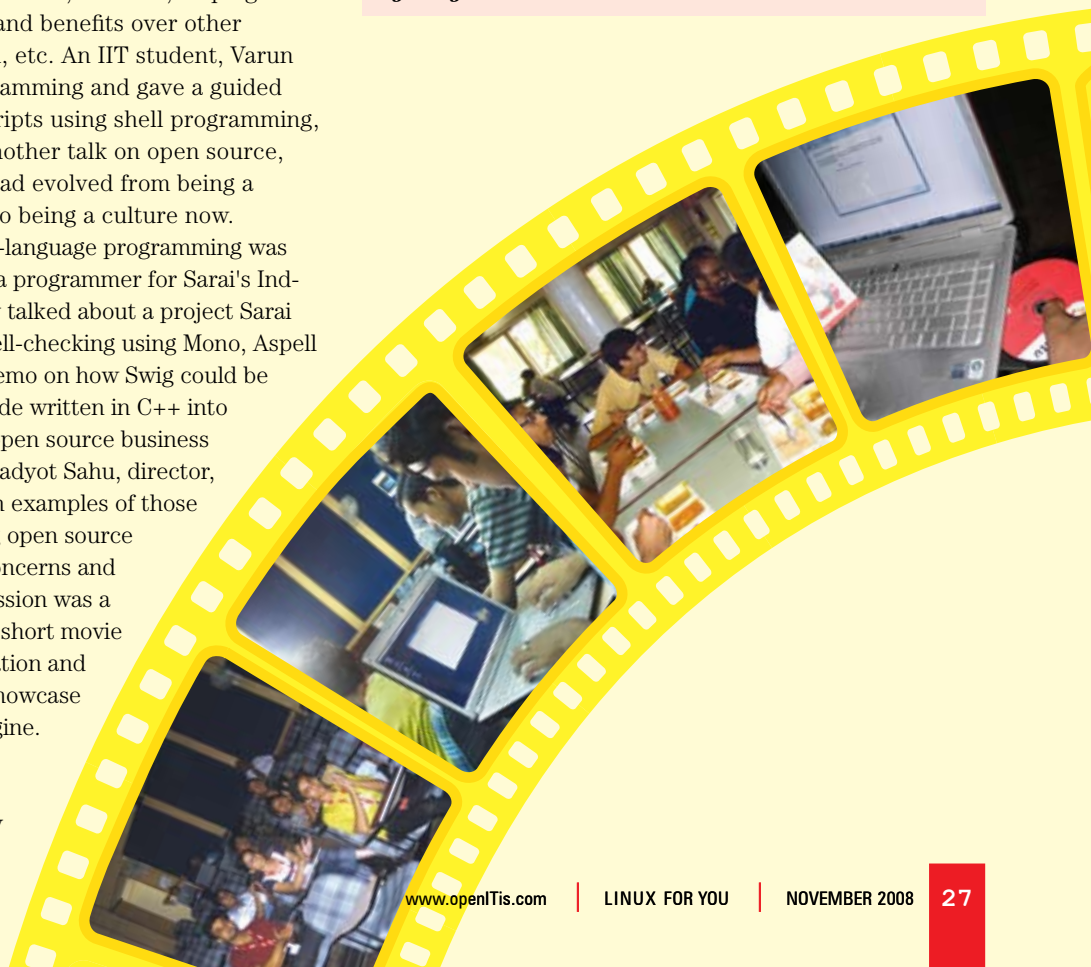 and benefits over other
, etc. An IIT student, Varun
amming and gave a guided
ripts using shell programming,
nother talk on open source,
ad evolved from being a
o being a culture now.
-language programming was
a programmer for Sarai's Ind-
talked about a project Sarai
ell-checking using Mono, Aspell
emo on how Swig could be
de written in C++ into
pen source business
adyot Sahu, director,
n examples of those
open source
oncerns and
ssion was a
short movie
tion and
howcase
gine.
www.openITis.com | LINUX FOR YOU | NOVEMBER 2008 27